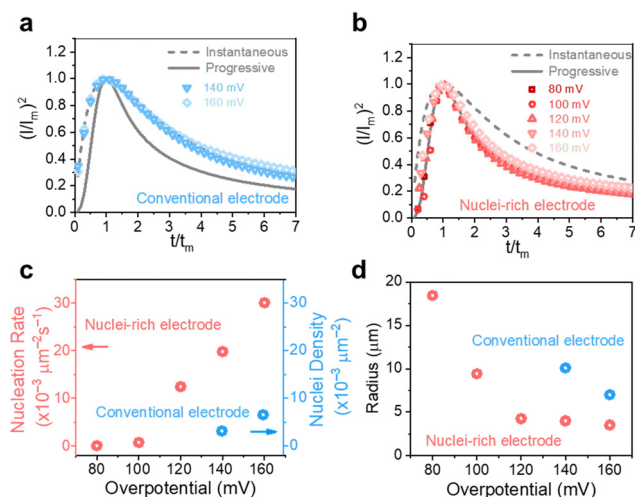 a
(I/Iₘ)²
1.0
0.8
0.6
0.4
0.2
0.0
Instantaneous
Progressive
140 mV
160 mV
Conventional electrode
0 1 2 3 4 5 6 7
t/tₘ
b
(I/Iₘ)²
1.0
0.8
0.6
0.4
0.2
0.0
Instantaneous
Progressive
80 mV
100 mV
120 mV
140 mV
160 mV
Nuclei-rich electrode
0 1 2 3 4 5 6 7
t/tₘ
c
Nucleation Rate
(x10⁻³ μm⁻²s⁻¹)
30
20
10
0
Nuclei-rich electrode
Conventional electrode
30
20
10
0
Nuclei Density
(x10⁻³ μm⁻²)
80 100 120 140 160
Overpotential (mV)
d
Radius (μm)
20
15
10
5
0
Conventional electrode
Nuclei-rich electrode
80 100 120 140 160
Overpotential (mV)